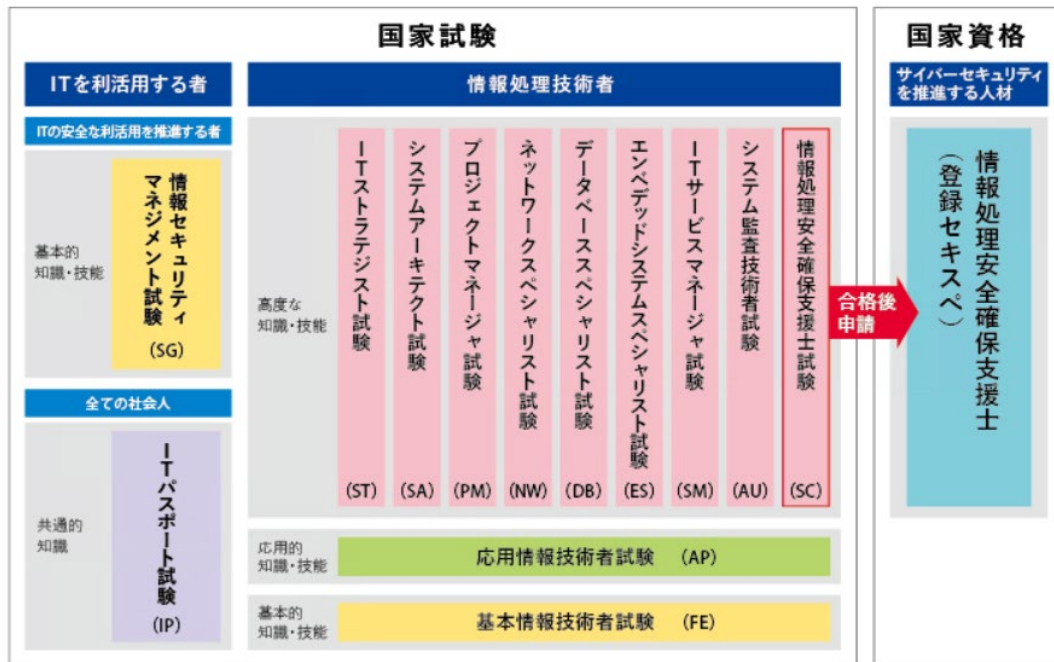 国家試験
国家資格
ITを利活用する者
情報処理技術者
サイバーセキュリティ
を推進する人材
ITの安全な利活用を推進する者
基本的
知識・技能
情報セキュリティ
マネジメント試験
(SG)
全ての社会人
共通的
知識
ITパスポート試験
(IP)
高度な
知識・技能
ITストラテジスト試験
(ST)
システムアーキテクト試験
(SA)
プロジェクトマネージャ試験
(PM)
ネットワークスペシャリスト試験
(NW)
データベーススペシャリスト試験
(DB)
エンベデッドシステムスペシャリスト試験
(ES)
ITサービスマネージャ試験
(SM)
システム監査技術者試験
(AU)
情報処理安全確保支援士試験
(SC)
応用的
知識・技能
応用情報技術者試験 (AP)
基本的
知識・技能
基本情報技術者試験 (FE)
合格後
申請
情報処理安全確保支援士
(登録セキスペ)